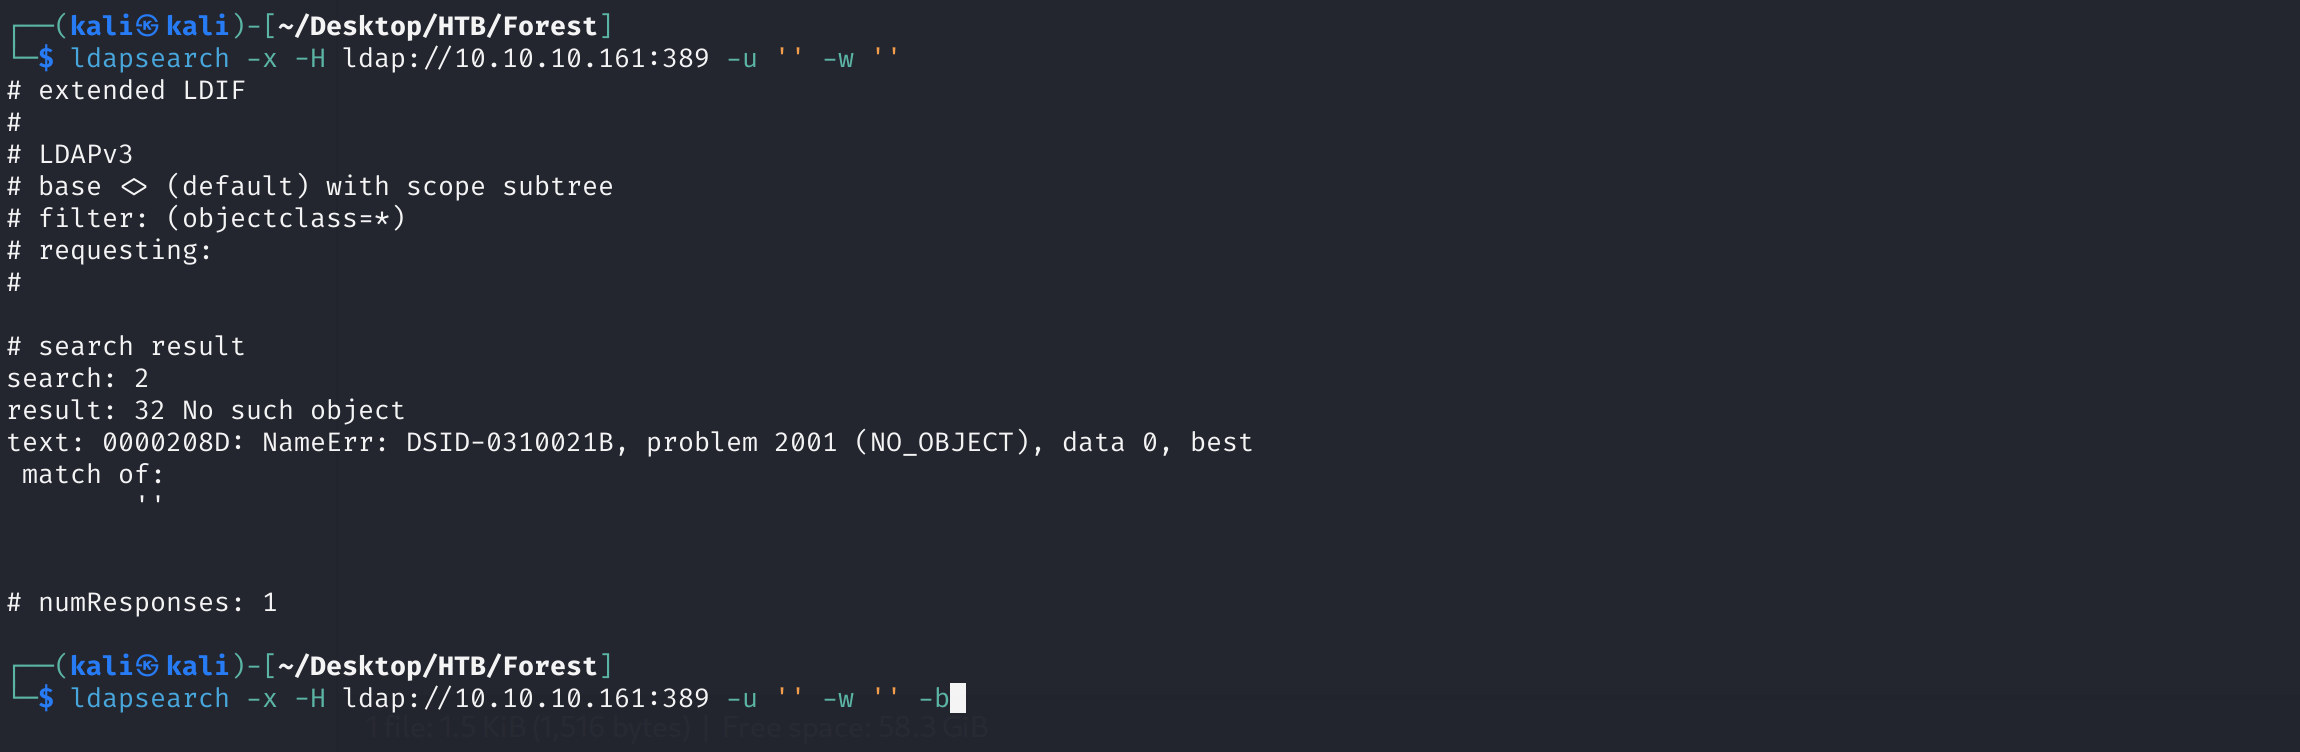 ┌──(kali㉿kali)-[~/Desktop/HTB/Forest]
└─$ ldapsearch -x -H ldap://10.10.10.161:389 -u '' -w ''
# extended LDIF
#
# LDAPv3
# base <> (default) with scope subtree
# filter: (objectclass=*)
# requesting:
#
# search result
search: 2
result: 32 No such object
text: 0000208D: NameErr: DSID-0310021B, problem 2001 (NO_OBJECT), data 0, best
match of:
''
# numResponses: 1
┌──(kali㉿kali)-[~/Desktop/HTB/Forest]
└─$ ldapsearch -x -H ldap://10.10.10.161:389 -u '' -w '' -b
1 file: 1.5 KiB (1,516 bytes) | Free space: 58.3 GiB